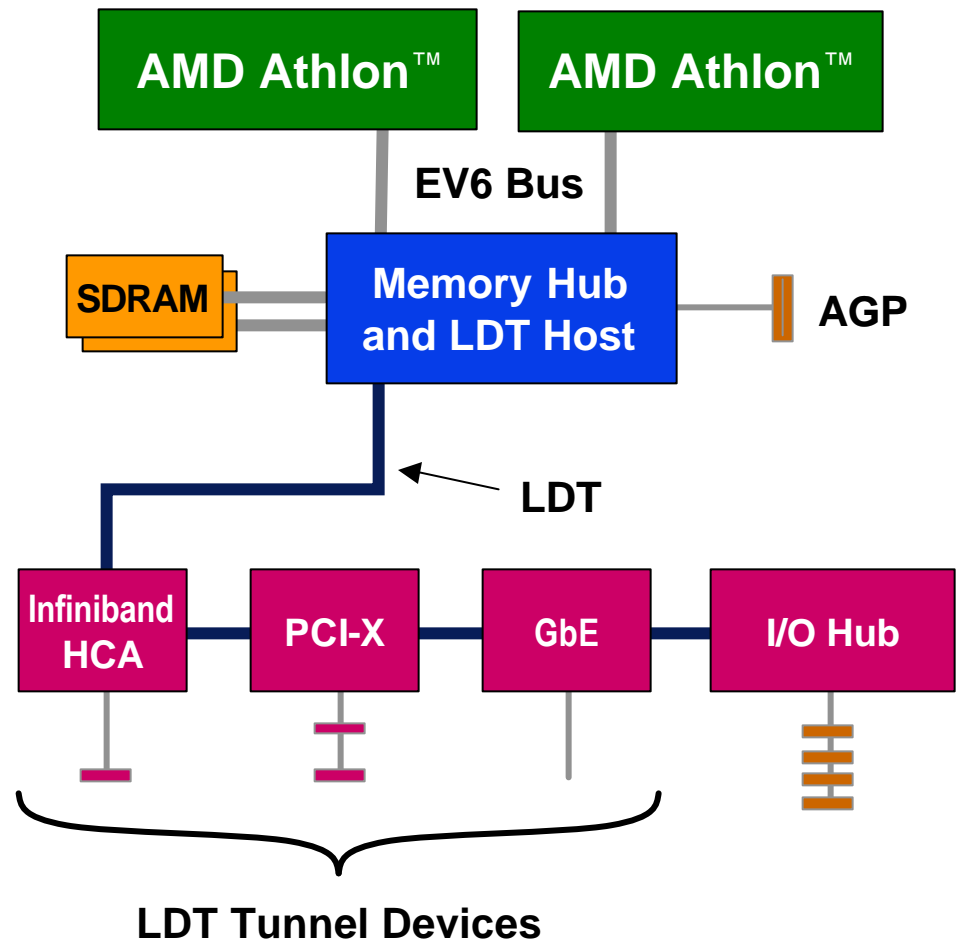 AMD Athlon™
AMD Athlon™
EV6 Bus
SDRAM
Memory Hub
and LDT Host
AGP
LDT
Infiniband
HCA
PCI-X
GbE
I/O Hub
LDT Tunnel Devices